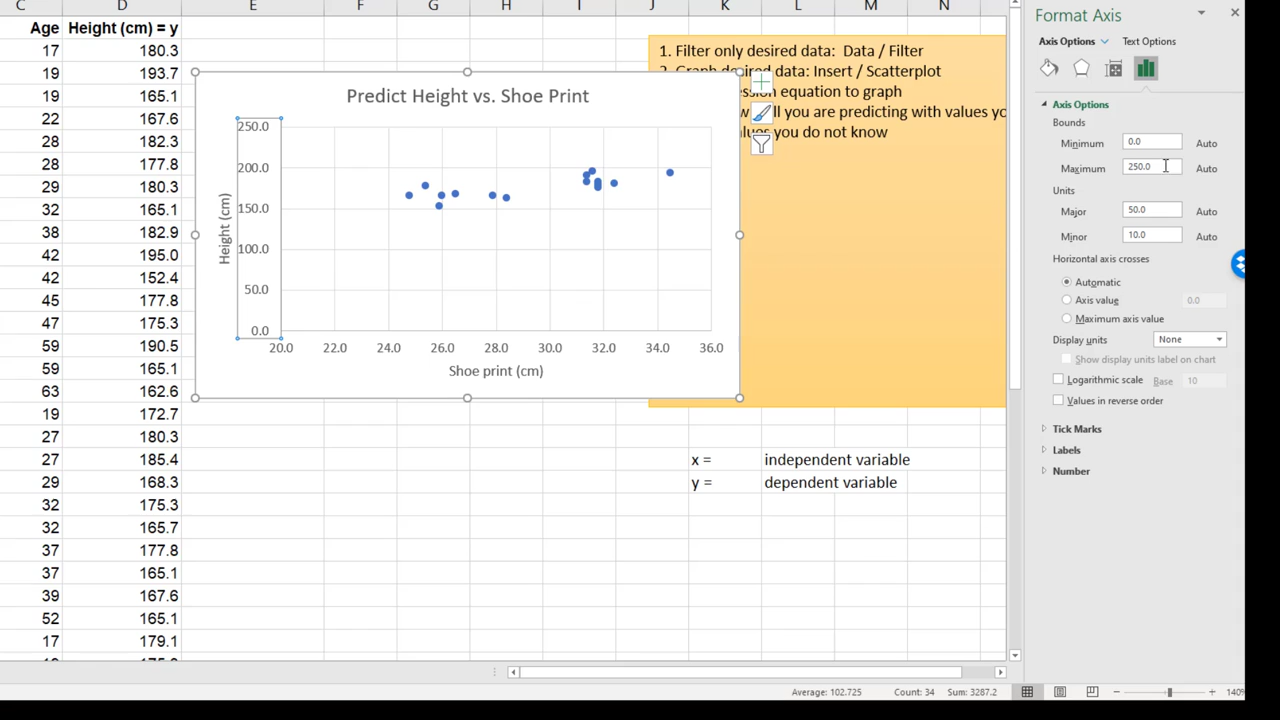 C D E F G H I J K L M N
Age Height (cm) = y
17 180.3
19 193.7
19 165.1
22 167.6
28 182.3
28 177.8
29 180.3
32 165.1
38 182.9
42 195.0
42 152.4
45 177.8
47 175.3
59 190.5
59 165.1
63 162.6
19 172.7
27 180.3
27 185.4
29 168.3
32 175.3
32 165.7
37 177.8
37 165.1
39 167.6
52 165.1
17 179.1
Predict Height vs. Shoe Print
Height (cm)
250.0
200.0
150.0
100.0
50.0
0.0
20.0 22.0 24.0 26.0 28.0 30.0 32.0 34.0 36.0
Shoe print (cm)
1. Filter only desired data: Data / Filter
desired data: Insert / Scatterplot
ession equation to graph
you are predicting with values yo
you do not know
x = independent variable
y = dependent variable
Average: 102.725 Count: 34 Sum: 3287.2
140%
Format Axis
Axis Options Text Options
Axis Options
Bounds
Minimum 0.0 Auto
Maximum 250.0 Auto
Units
Major 50.0 Auto
Minor 10.0 Auto
Horizontal axis crosses
Automatic
Axis value 0.0
Maximum axis value
Display units None
Show display units label on chart
Logarithmic scale Base 10
Values in reverse order
Tick Marks
Labels
Number